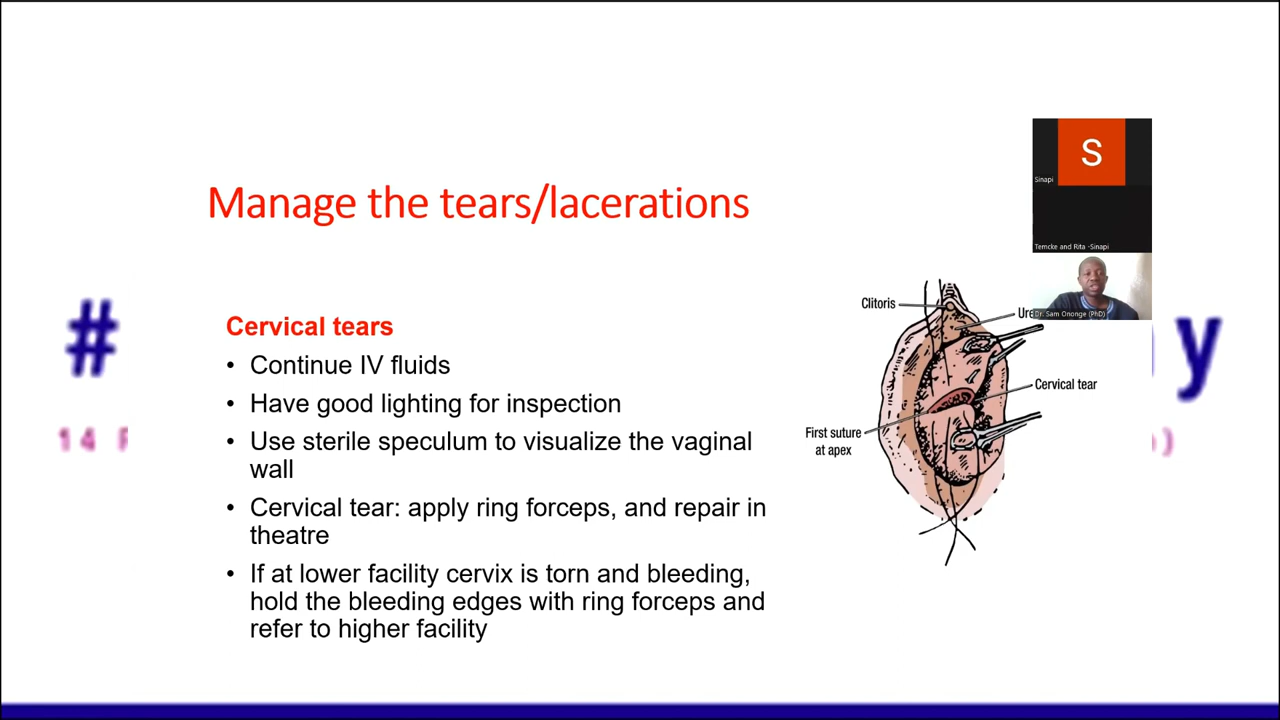 Manage the tears/lacerations
S
Sinapi
Temcke and Rita -Sinapi
Dr. Sam Ononge (PhD)
#
y
14
)
Cervical tears
• Continue IV fluids
• Have good lighting for inspection
• Use sterile speculum to visualize the vaginal
wall
• Cervical tear: apply ring forceps, and repair in
theatre
• If at lower facility cervix is torn and bleeding,
hold the bleeding edges with ring forceps and
refer to higher facility
Clitoris
Cervical tear
First suture
at apex